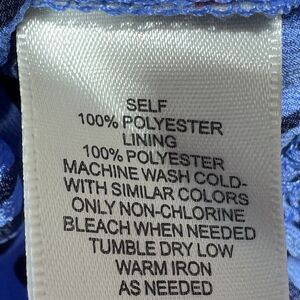 SELF
100% POLYESTER
LINING
100% POLYESTER
MACHINE WASH COLD-
WITH SIMILAR COLORS
ONLY NON-CHLORINE
BLEACH WHEN NEEDED
TUMBLE DRY LOW
WARM IRON
AS NEEDED